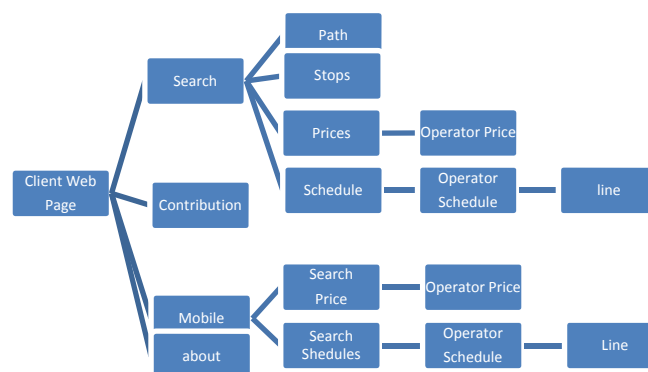 Client Web
Page
Search
Path
Stops
Prices
Operator Price
Schedule
Operator
Schedule
line
Contribution
Mobile
Search
Price
Operator Price
Search
Shedules
Operator
Schedule
Line
about